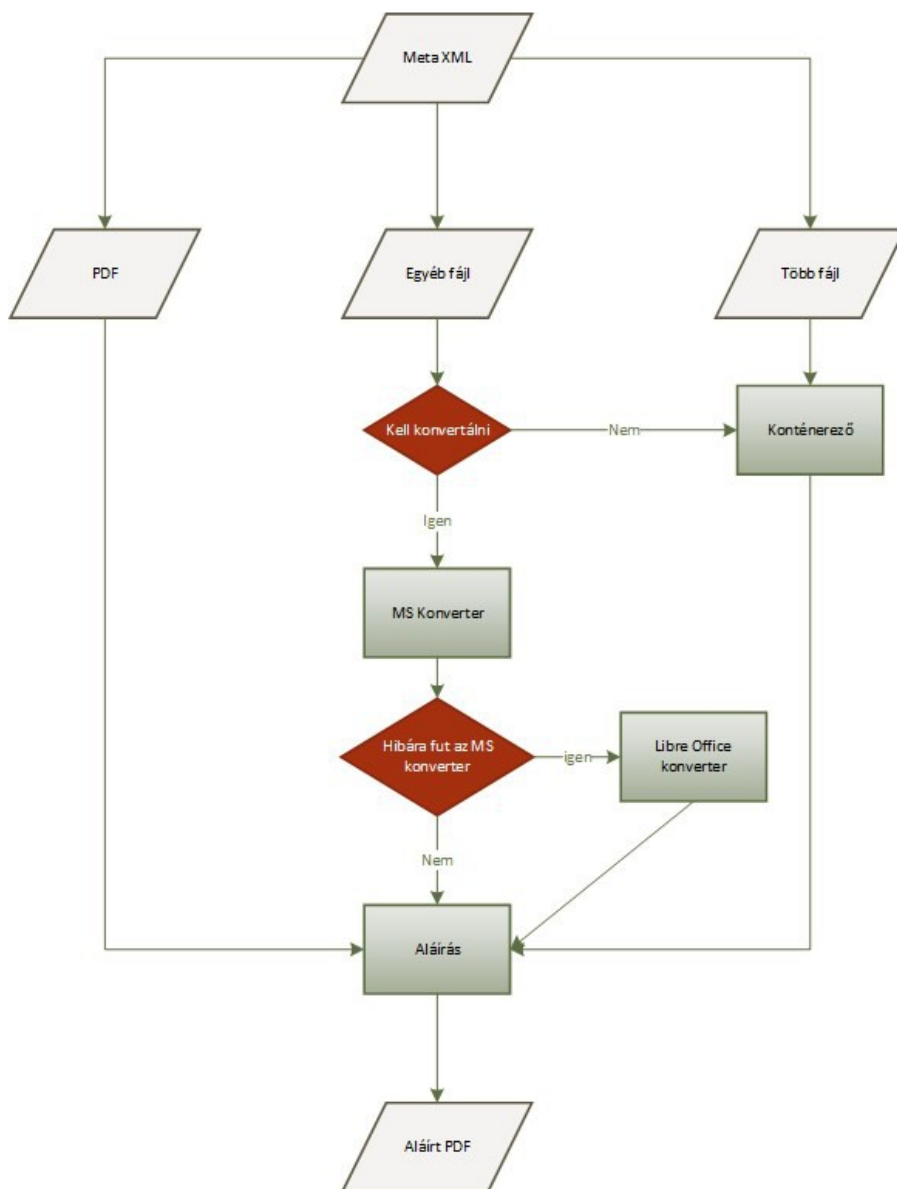 Meta XML
PDF
Egyéb fájl
Több fájl
Kell konvertálni
Nem
Konténerező
Igen
MS Konverter
Hibára fut az MS
konverter
igen
Libre Office
konverter
Nem
Aláírás
Aláírt PDF